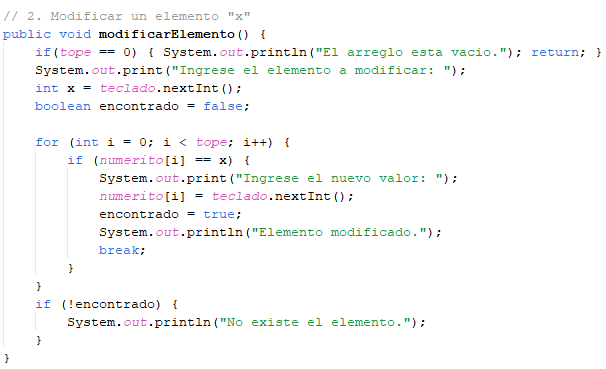 // 2. Modificar un elemento "x"
public void modificarElemento() {
    if(tope == 0) { System.out.println("El arreglo esta vacio."); return; }
    System.out.print("Ingrese el elemento a modificar: ");
    int x = teclado.nextInt();
    boolean encontrado = false;

    for (int i = 0; i < tope; i++) {
        if (numerito[i] == x) {
            System.out.print("Ingrese el nuevo valor: ");
            numerito[i] = teclado.nextInt();
            encontrado = true;
            System.out.println("Elemento modificado.");
            break;
        }
    }
    if (!encontrado) {
        System.out.println("No existe el elemento.");
    }
}